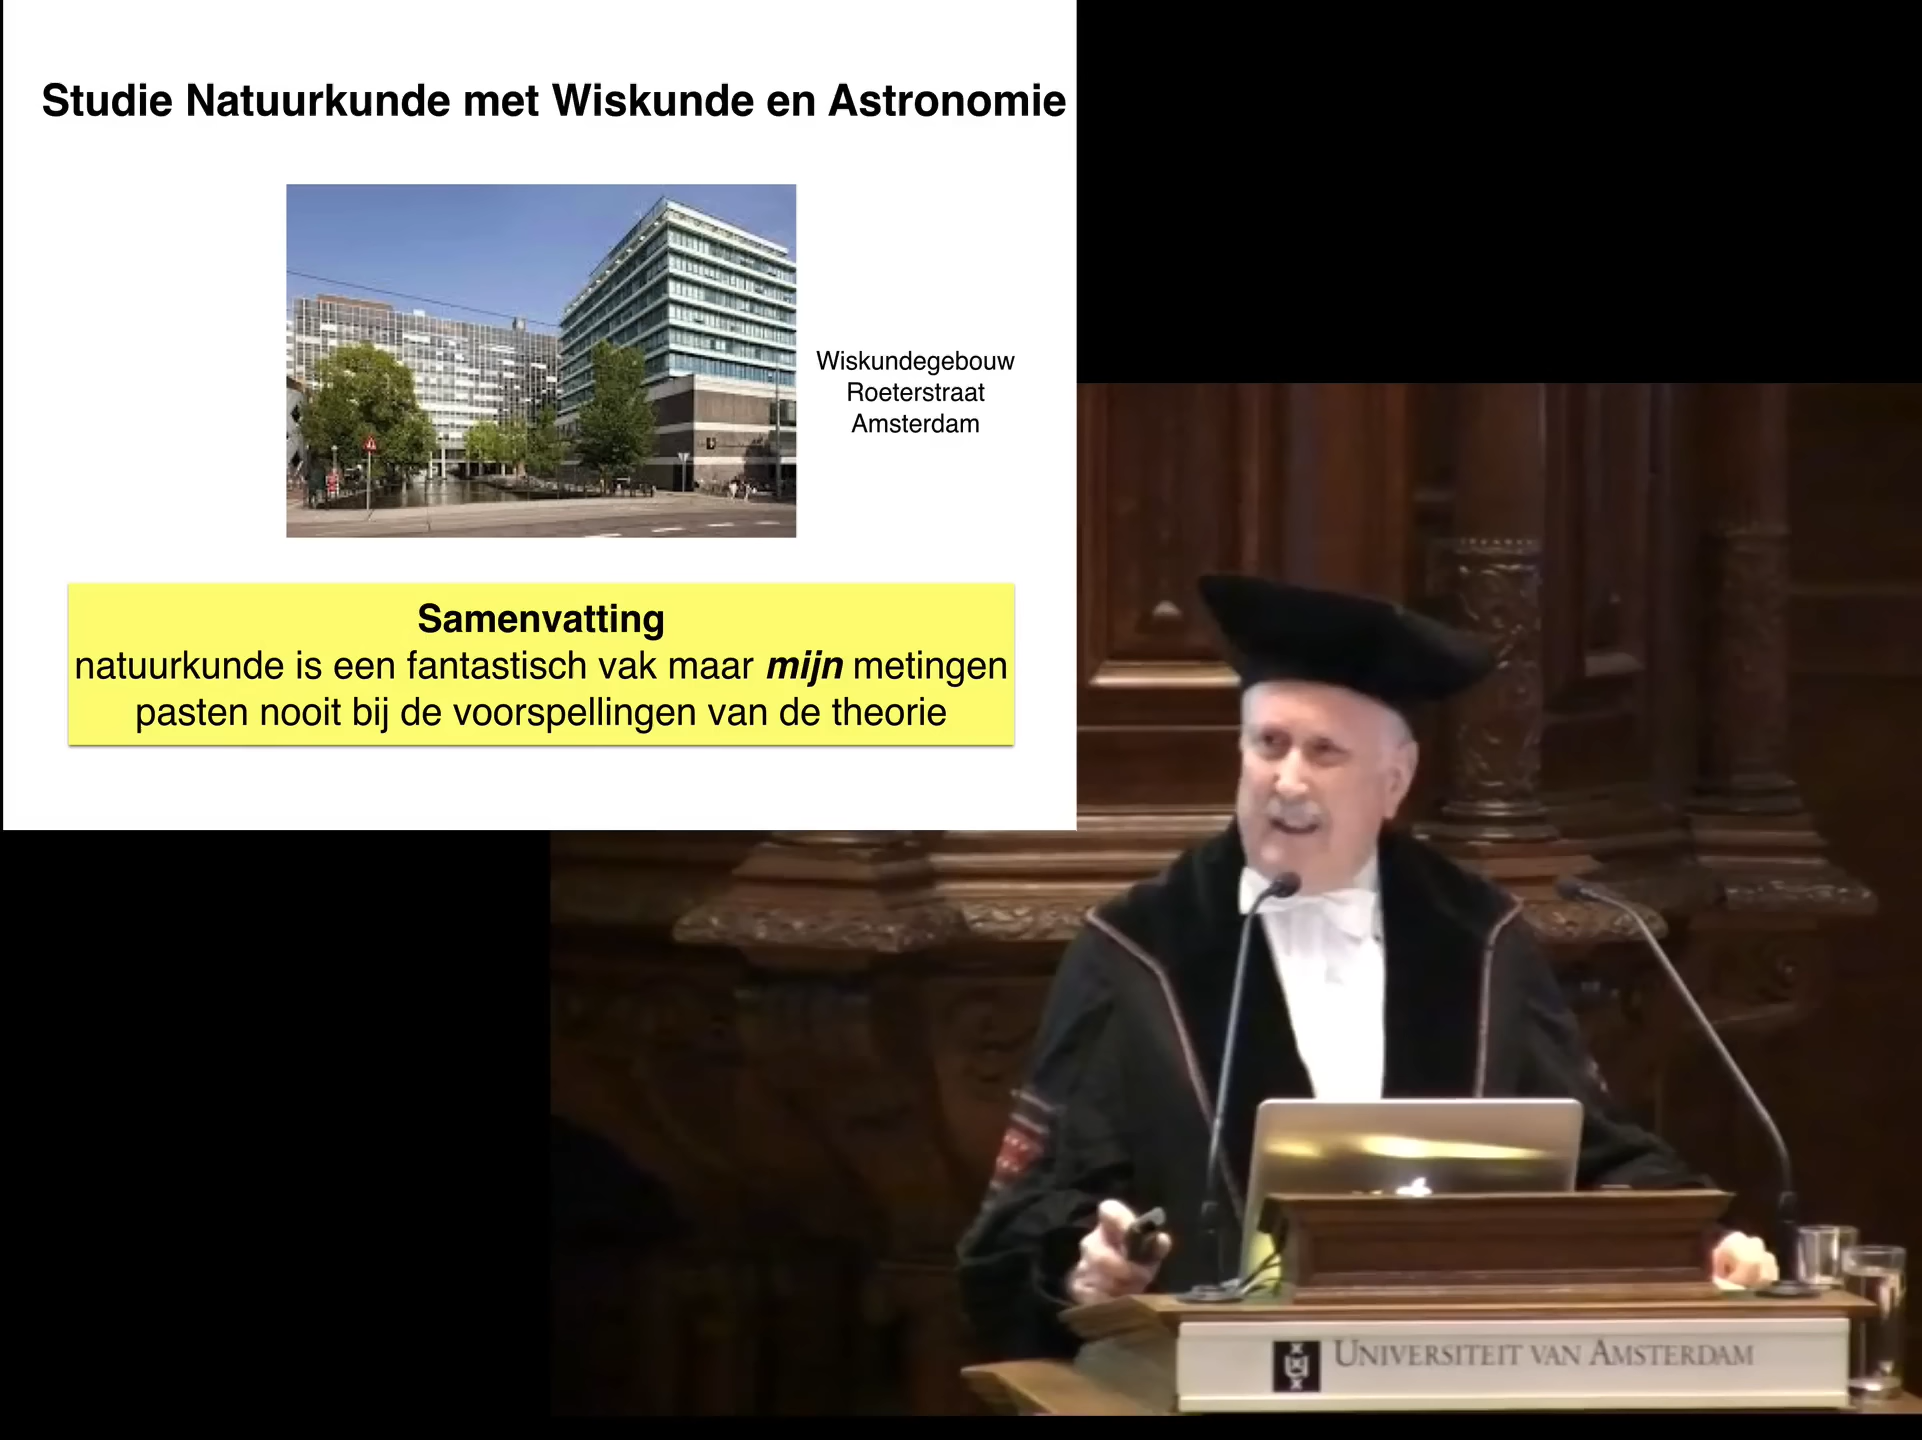 Studie Natuurkunde met Wiskunde en Astronomie
Wiskundegebouw
Roeterstraat
Amsterdam
Samenvatting
natuurkunde is een fantastisch vak maar mijn metingen
pasten nooit bij de voorspellingen van de theorie
UNIVERSITEIT VAN AMSTERDAM